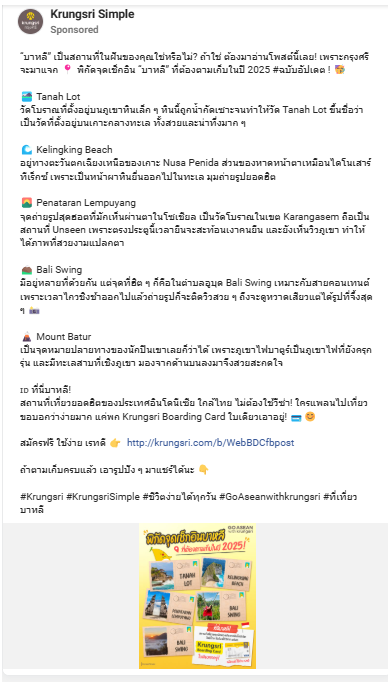 Krungsri Simple
Sponsored
"บาหลี" เป็นสถานที่ในฝันของคุณใช่หรือไม่? ถ้าใช่ ต้องมาอ่านโพสต์นี้เลย! เพราะกรุงศรี
จะมาแจก 📍 พิกัดจุดเช็กอิน "บาหลี" ที่ต้องตามเก็บในปี 2025 #ฉบับอัปเดต !
Tanah Lot
วัดโบราณที่ตั้งอยู่บนภูเขาหินเล็ก ๆ หินนี้ถูกน้ำกัดเซาะจนทำให้วัด Tanah Lot ขึ้นชื่อว่า
เป็นวัดที่ตั้งอยู่บนเกาะกลางทะเล ทั้งสวยและน่าทึ่งมาก ๆ
🌊 Kelingking Beach
อยู่ทางตะวันตกเฉียงเหนือของเกาะ Nusa Penida ส่วนของหาดหน้าตาเหมือนไดโนเสาร์
ทีเร็กซ์ เพราะเป็นหน้าผาหินยื่นออกไปในทะเล มุมถ่ายรูปยอดฮิต
Penataran Lempuyang
จุดถ่ายรูปสุดฮอตที่มักเห็นผ่านตาในโซเชียล เป็นวัดโบราณในเขต Karangasem ถือเป็น
สถานที่ Unseen เพราะตรงประตูนี้เวลายืนจะสะท้อนเงาคนยืน และยังเห็นวิวภูเขา ทำให้
ได้ภาพที่สวยงามแปลกตา
Bali Swing
มีอยู่หลายที่ด้วยกัน แต่จุดที่ฮิต ๆ ก็คือในตำบลอูบุด Bali Swing เหมาะกับสายคอนเทนต์
เพราะเวลาไกวชิงช้าออกไปแล้วถ่ายรูปก็จะติดวิวสวย ๆ ถึงจะดูหวาดเสียวแต่ได้รูปที่จึ้งสุด
ๆ 📸
🌋 Mount Batur
เป็นจุดหมายปลายทางของนักปีนเขาเลยก็ว่าได้ เพราะภูเขาไฟบาตูร์เป็นภูเขาไฟที่ยังครุก
รุ่น และมีทะเลสาบที่เชิงภูเขา มองจากด้านบนลงมาจึงสวยสะกดใจ
ID ที่นี่บาหลี!
สถานที่เที่ยวยอดฮิตของประเทศอินโดนีเซีย ใกล้ไทย ไม่ต้องใช้วีซ่า! ใครแพลนไปเที่ยว
ขอบอกว่าง่ายมาก แค่พก Krungsri Boarding Card ใบเดียวเอาอยู่! 💳 😊
สมัครฟรี ใช้ง่าย เรทดี 👉 http://krungsri.com/b/WebBDCfbpost
ถ้าตามเก็บครบแล้ว เอารูปปัง ๆ มาแชร์ได้นะ 👇
#Krungsri #KrungsriSimple #ชีวิตง่ายได้ทุกวัน #GoAseanwithkrungsri #ที่เที่ยว
บาหลี
GO ASEAN
with krungsri
พิกัดจุดเช็กอินบาหลี
ที่ต้องตามเก็บในปี 2025!
TANAH
LOT
KELINGKING
BEACH
PENATARAN
LEMPUYANG
BALI
SWING
BALI
SWING
Krungsri
Boarding Card